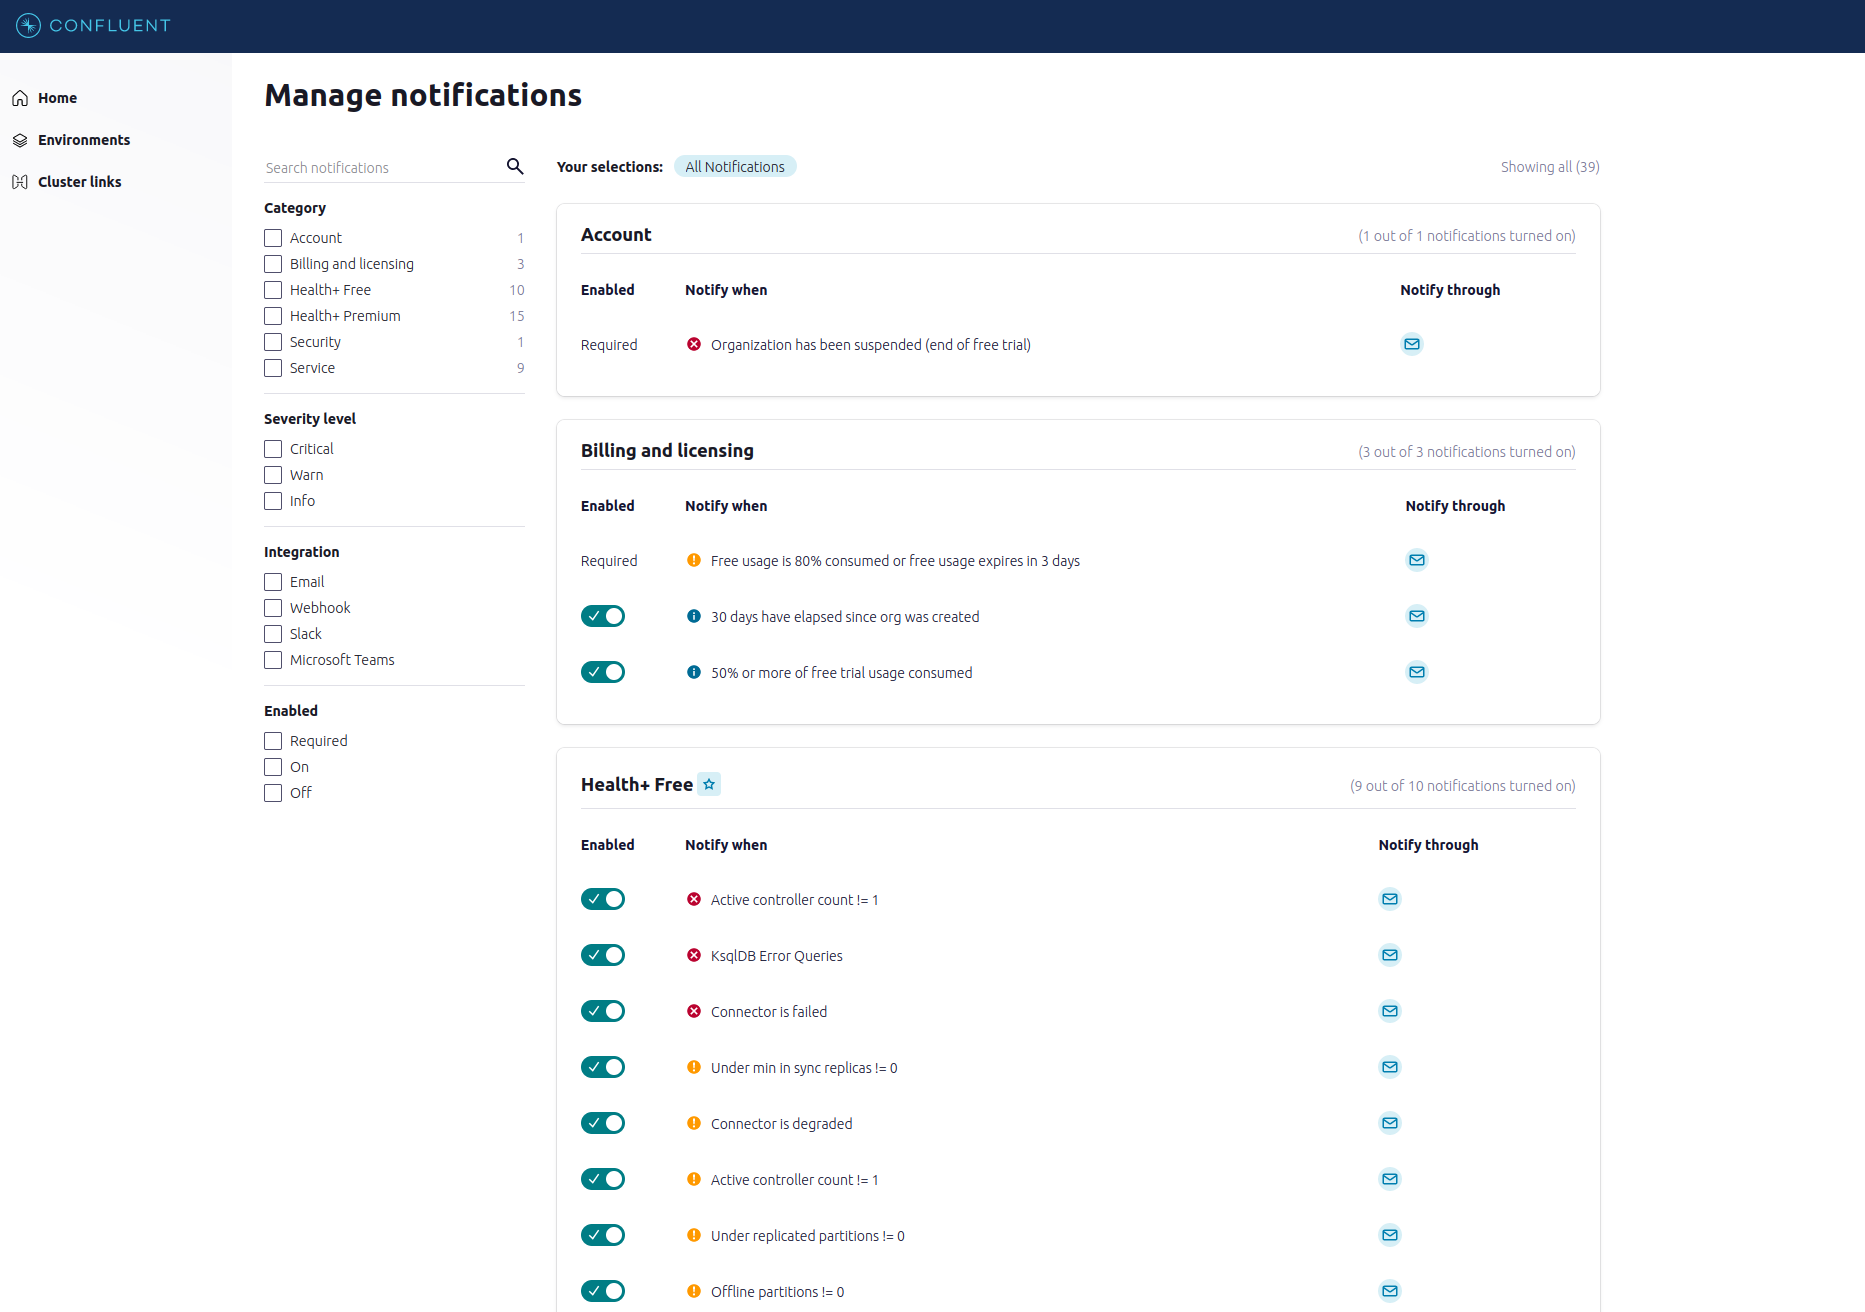 CONFLUENT
Home
Environments
Cluster links
Manage notifications
Search notifications
Category
Account 1
Billing and licensing 3
Health+ Free 10
Health+ Premium 15
Security 1
Service 9
Severity level
Critical
Warn
Info
Integration
Email
Webhook
Slack
Microsoft Teams
Enabled
Required
On
Off
Your selections: All Notifications Showing all (39)
Account (1 out of 1 notifications turned on)
Enabled Notify when Notify through
Required Organization has been suspended (end of free trial)
Billing and licensing (3 out of 3 notifications turned on)
Enabled Notify when Notify through
Required Free usage is 80% consumed or free usage expires in 3 days
30 days have elapsed since org was created
50% or more of free trial usage consumed
Health+ Free (9 out of 10 notifications turned on)
Enabled Notify when Notify through
Active controller count != 1
KsqlDB Error Queries
Connector is failed
Under min in sync replicas != 0
Connector is degraded
Active controller count != 1
Under replicated partitions != 0
Offline partitions != 0